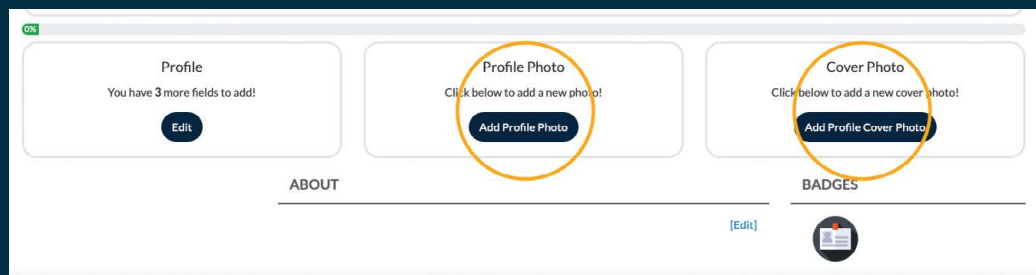 0%
Profile
You have 3 more fields to add!
Edit
Profile Photo
Click below to add a new photo!
Add Profile Photo
Cover Photo
Click below to add a new cover photo!
Add Profile Cover Photo
ABOUT
[Edit]
BADGES